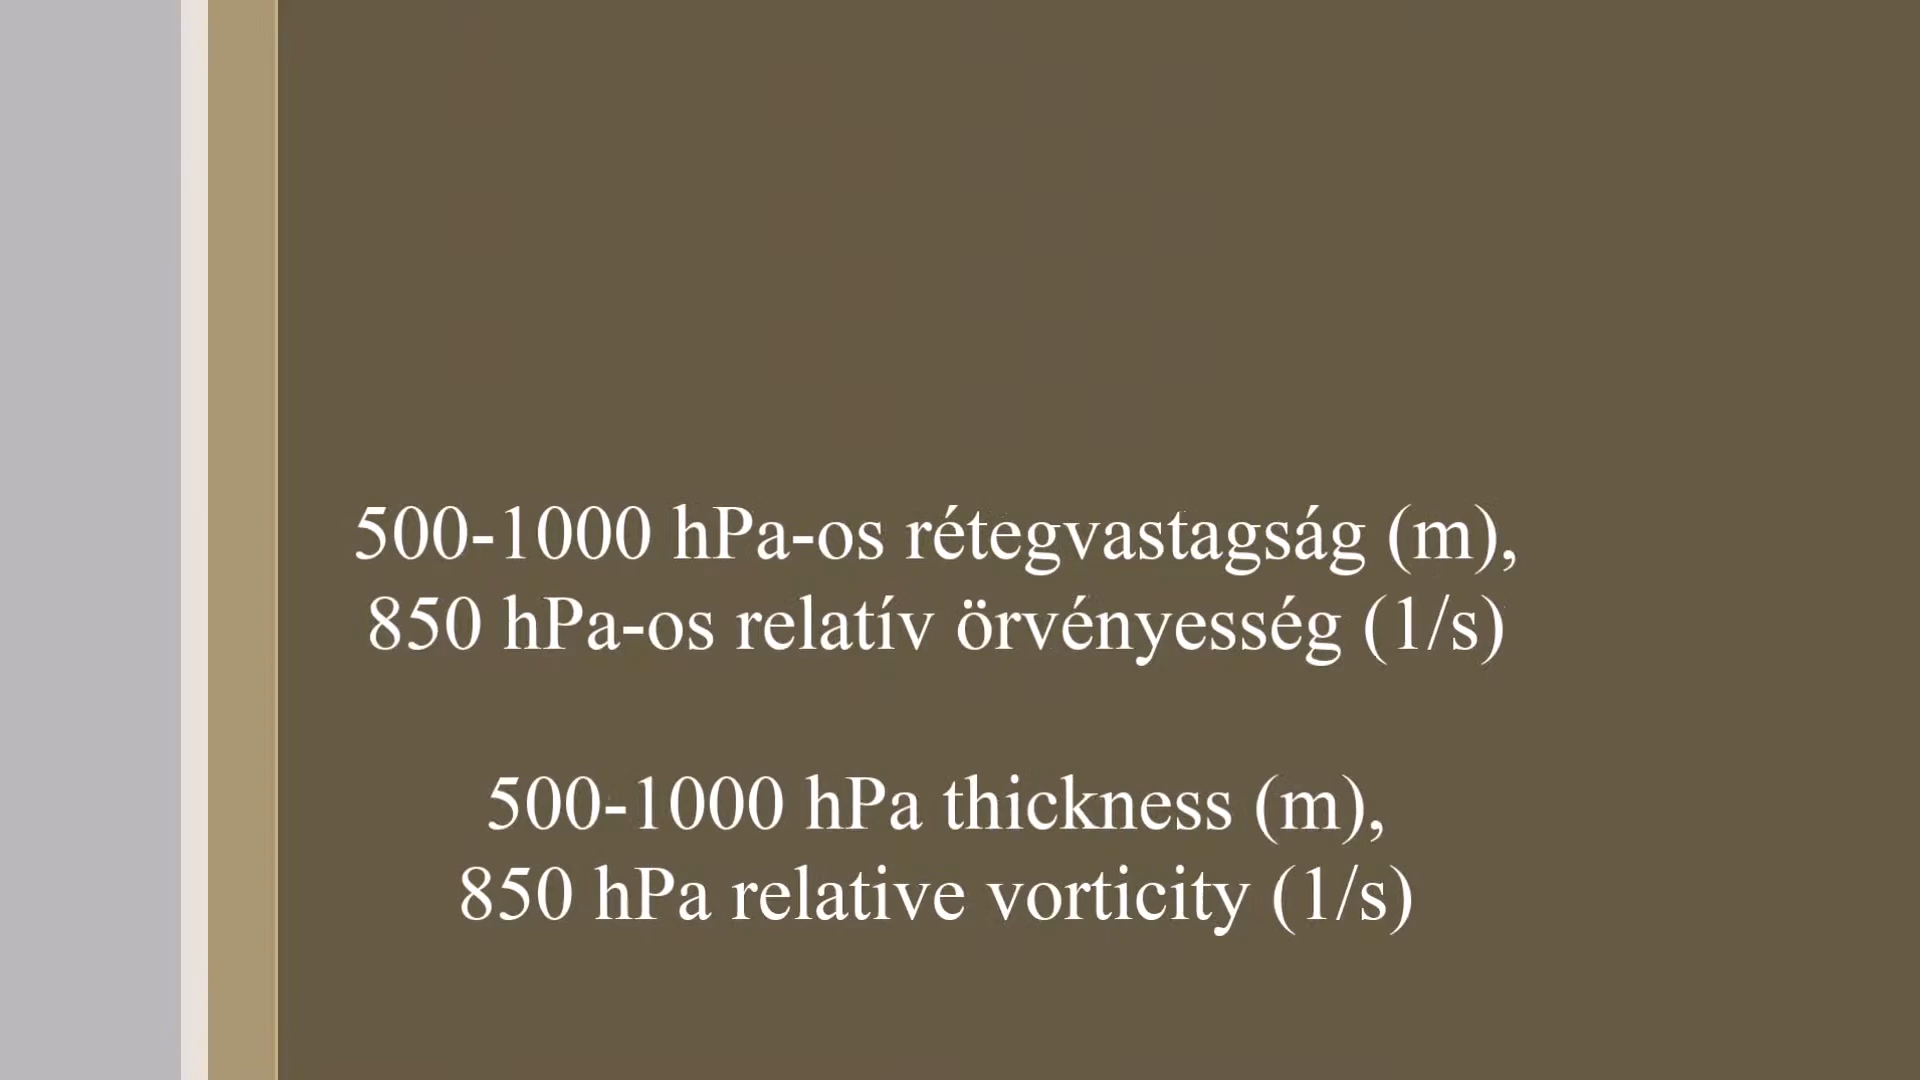 500-1000 hPa-os rétegvastagság (m),
850 hPa-os relatív örvényesség (1/s)
500-1000 hPa thickness (m),
850 hPa relative vorticity (1/s)